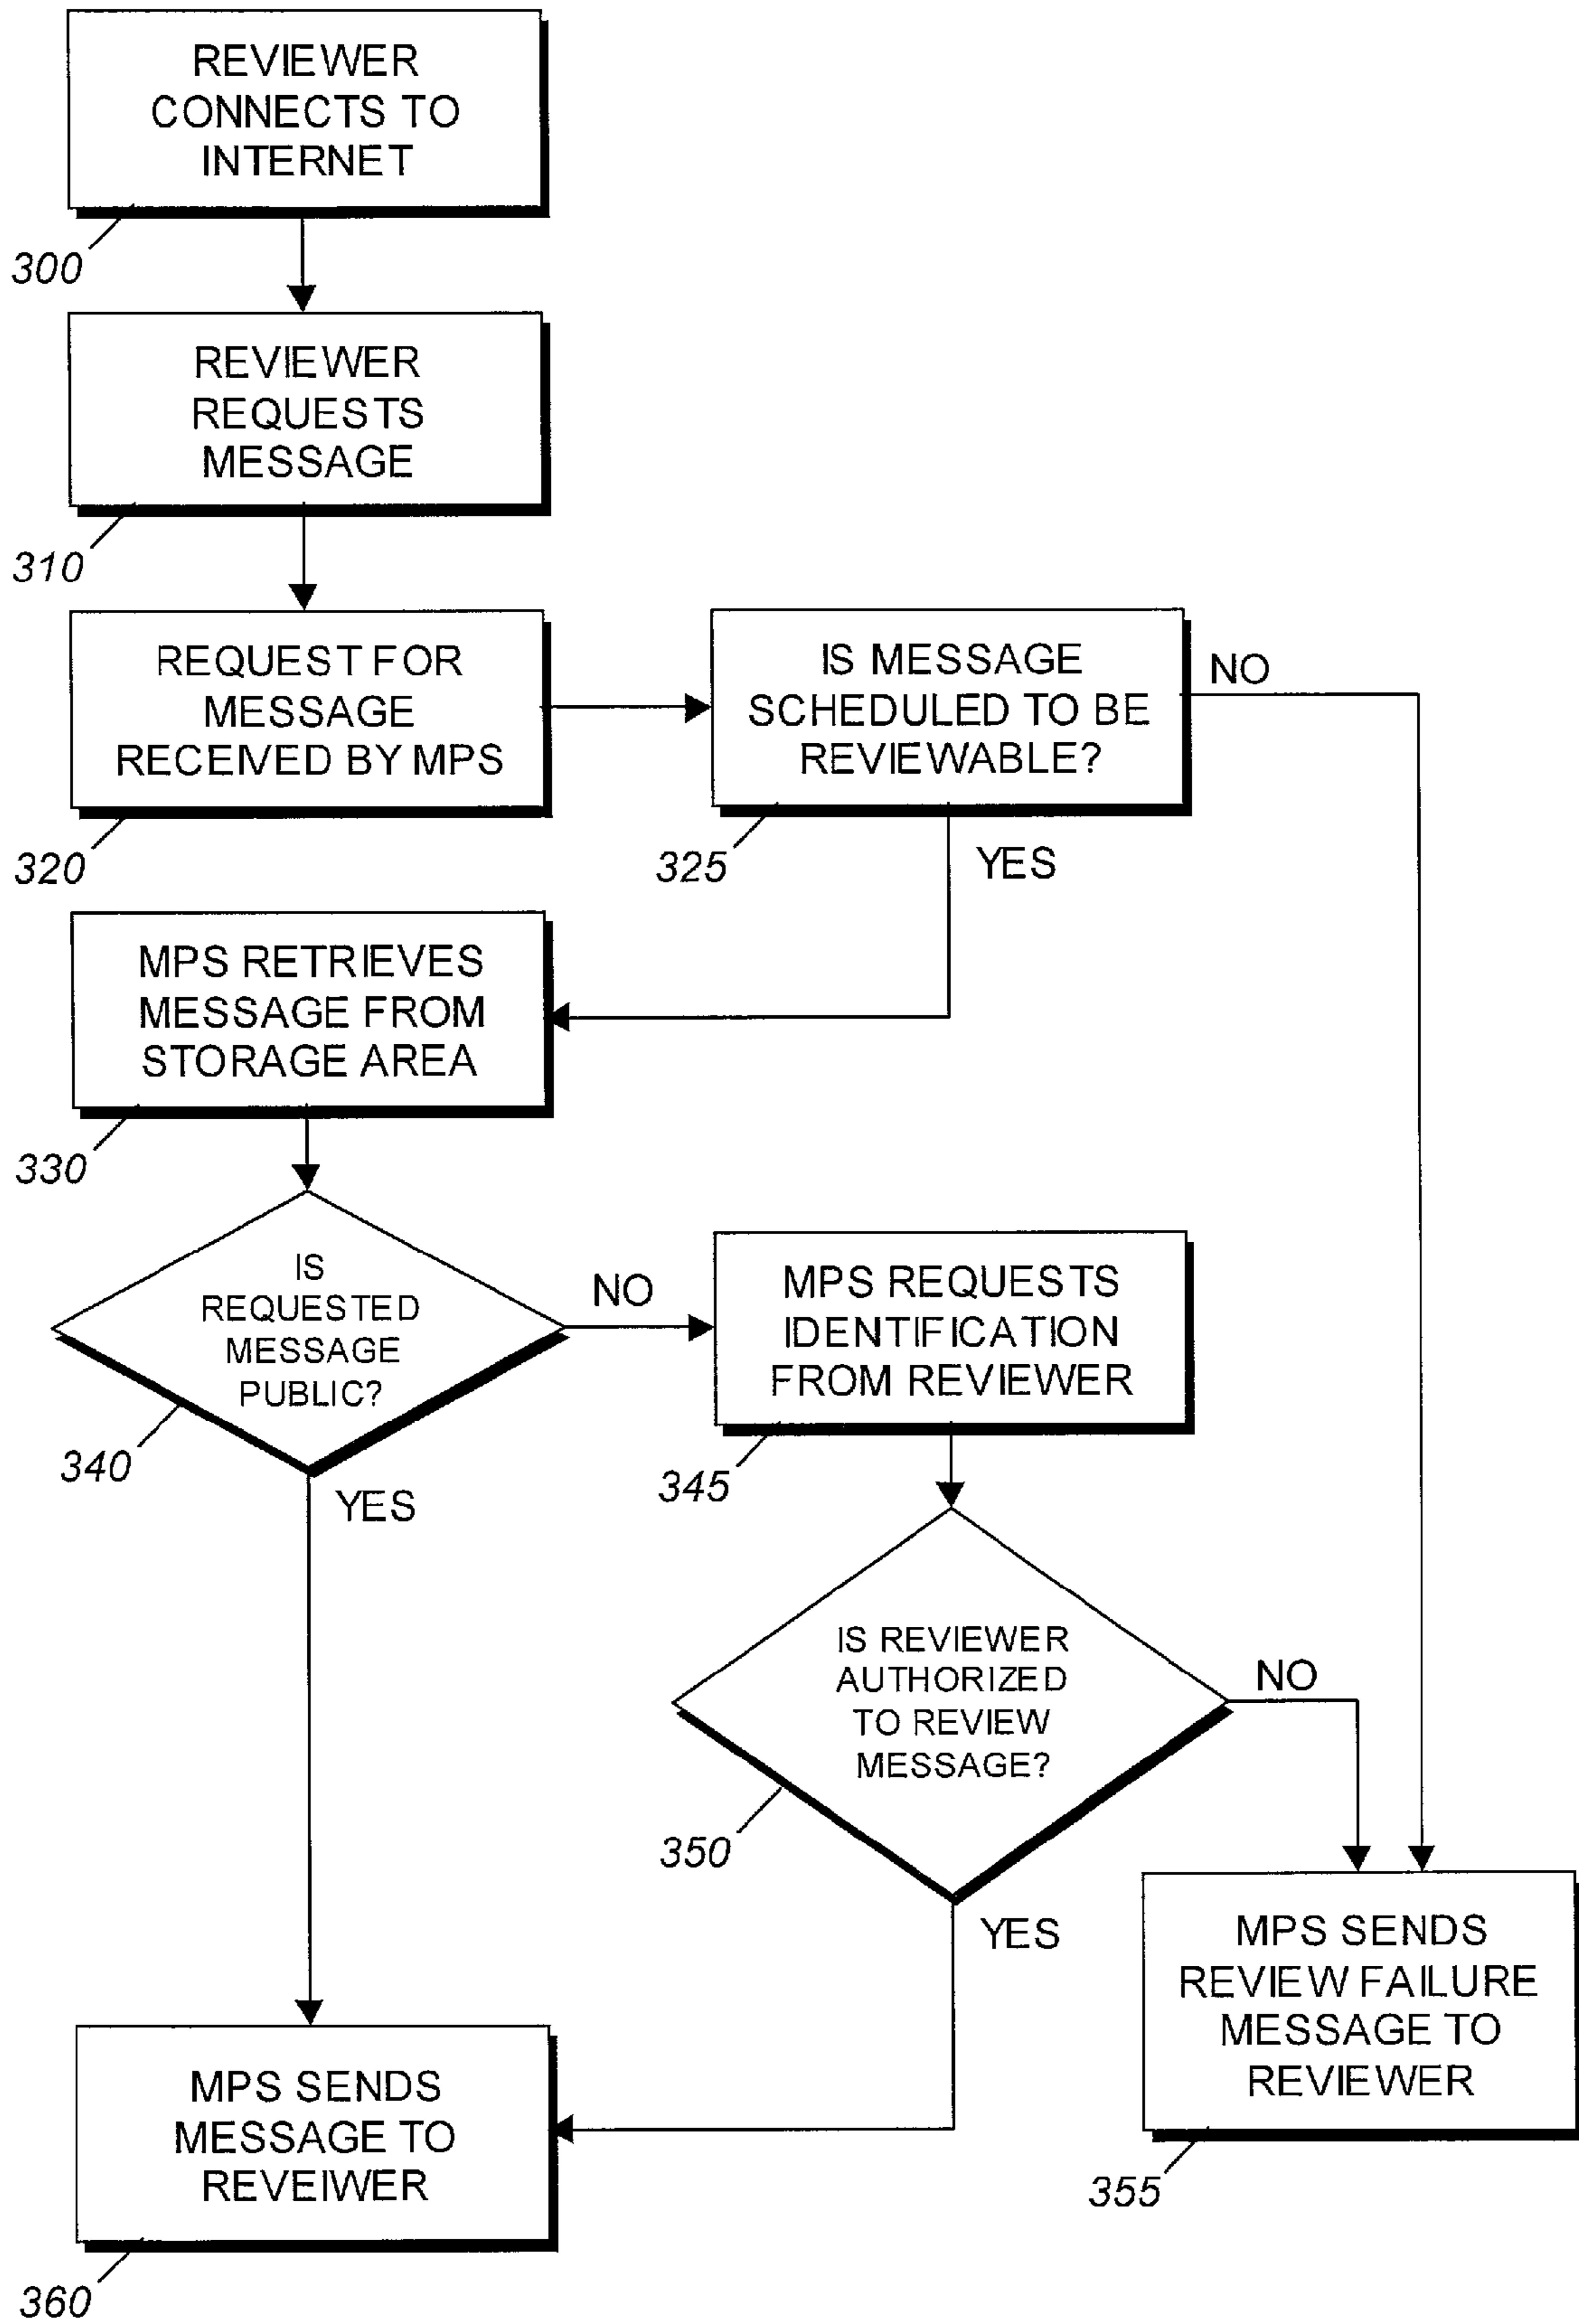 REVIEWER
CONNECTS TO
INTERNET
300
REVIEWER
REQUESTS
MESSAGE
310
REQUEST FOR
MESSAGE
RECEIVED BY MPS
320
IS MESSAGE
SCHEDULED TO BE
REVIEWABLE?
NO
325
YES
MPS RETRIEVES
MESSAGE FROM
STORAGE AREA
330
IS
REQUESTED
MESSAGE
PUBLIC?
NO
340
YES
MPS REQUESTS
IDENTIFICATION
FROM REVIEWER
345
IS REVIEWER
AUTHORIZED
TO REVIEW
MESSAGE?
NO
350
YES
MPS SENDS
REVIEW FAILURE
MESSAGE TO
REVIEWER
355
MPS SENDS
MESSAGE TO
REVEIWER
360